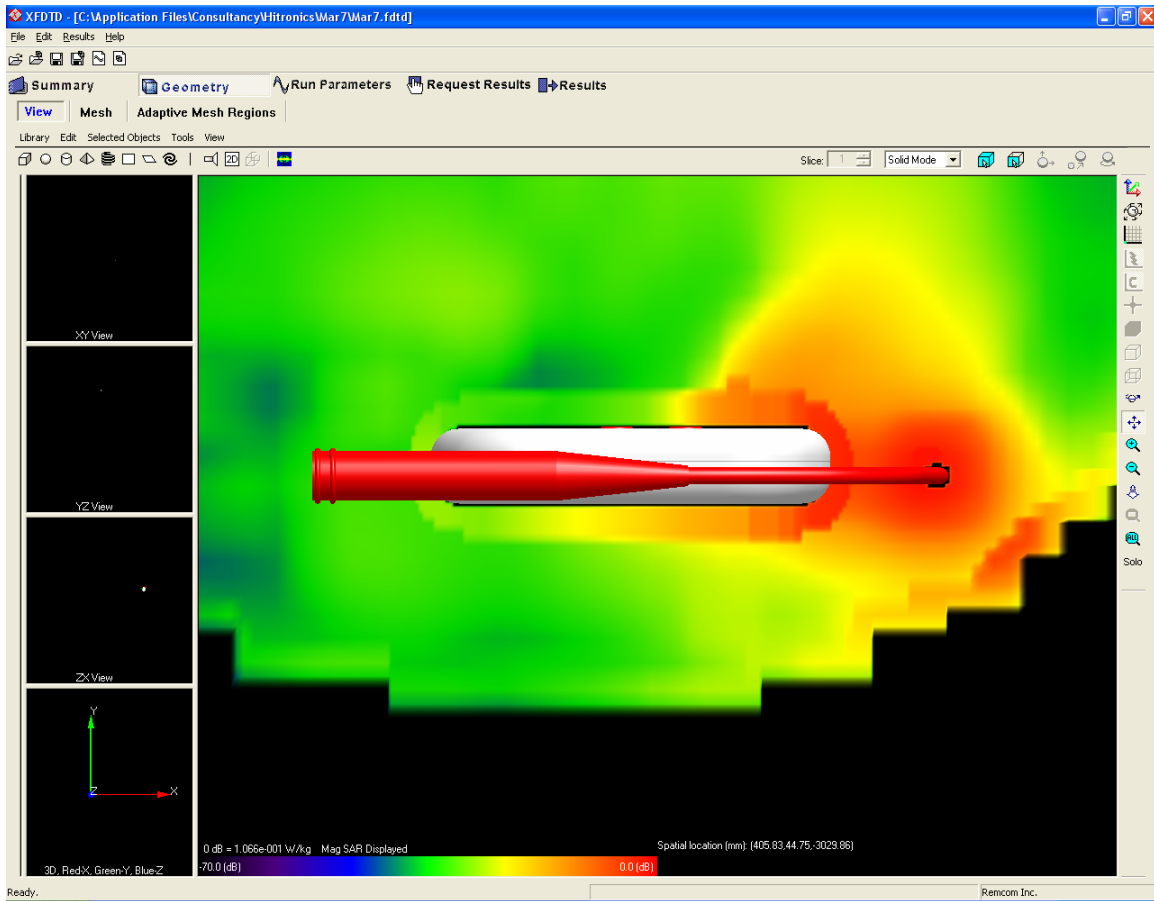 XFDTD - [C:\Application Files\Consultancy\Hitronics\Mar7\Mar7.fdtd]
File Edit Results Help
Summary Geometry Run Parameters Request Results Results
View Mesh Adaptive Mesh Regions
Library Edit Selected Objects Tools View
2D Slice: 1 Solid Mode
XY View
YZ View
ALL
Solo
ZX View
Y
Z X
0 dB = 1.066e-001 W/kg Mag SAR Displayed Spatial location (mm): (405.83,44.75,-3029.86)
-70.0 (dB) 0.0 (dB)
3D, Red-X, Green-Y, Blue-Z
Ready. Remcom Inc.